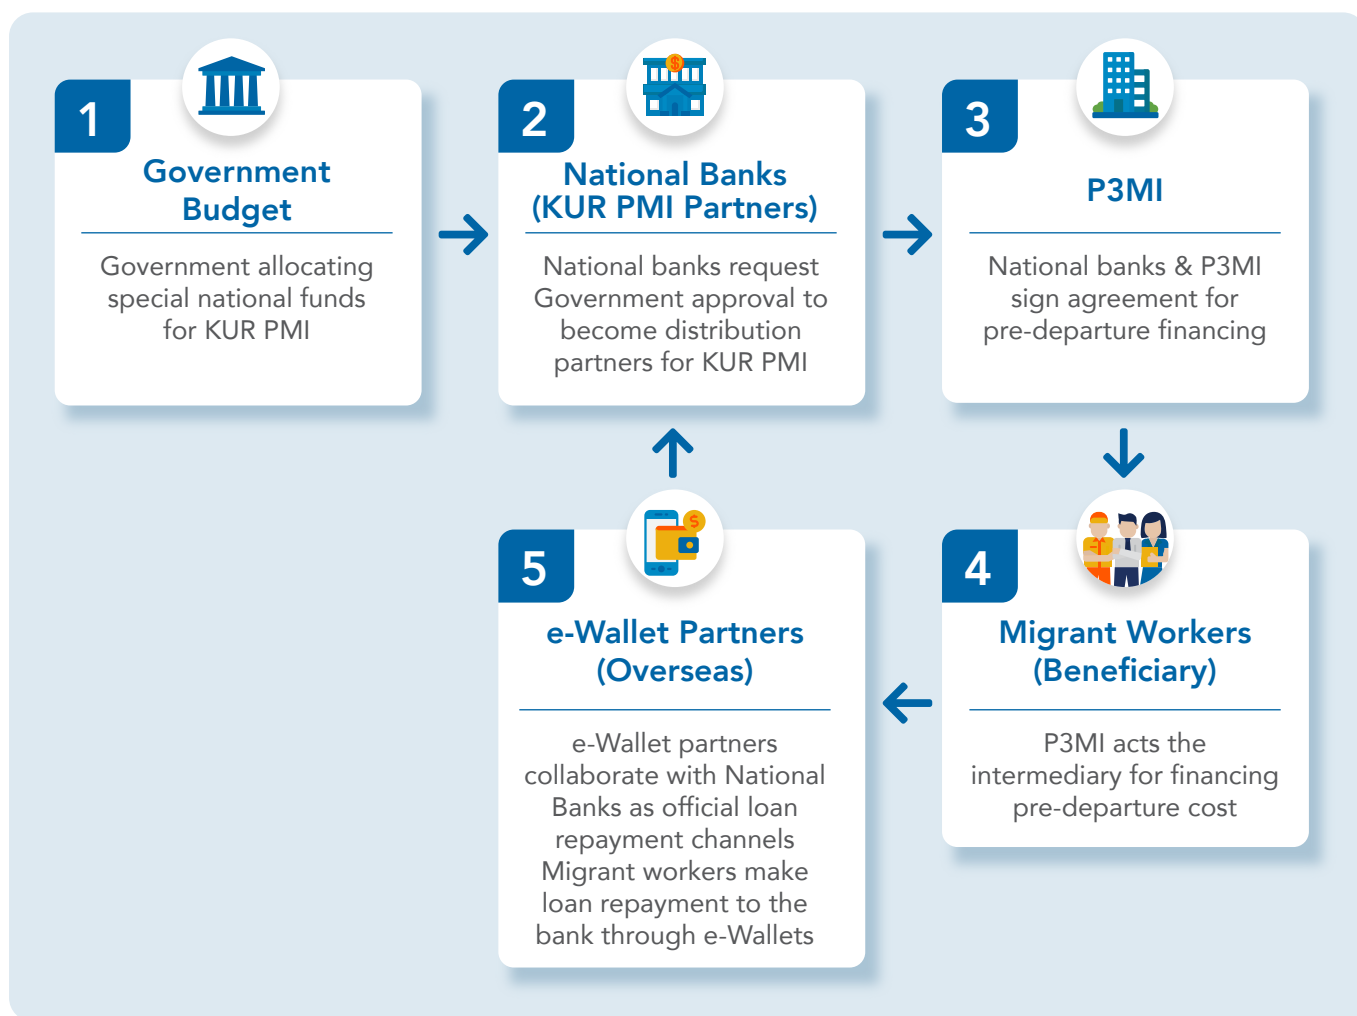 1
Government
Budget
Government allocating
special national funds
for KUR PMI
2
National Banks
(KUR PMI Partners)
National banks request
Government approval to
become distribution
partners for KUR PMI
3
P3MI
National banks & P3MI
sign agreement for
pre-departure financing
4
Migrant Workers
(Beneficiary)
P3MI acts the
intermediary for financing
pre-departure cost
5
e-Wallet Partners
(Overseas)
e-Wallet partners
collaborate with National
Banks as official loan
repayment channels
Migrant workers make
loan repayment to the
bank through e-Wallets